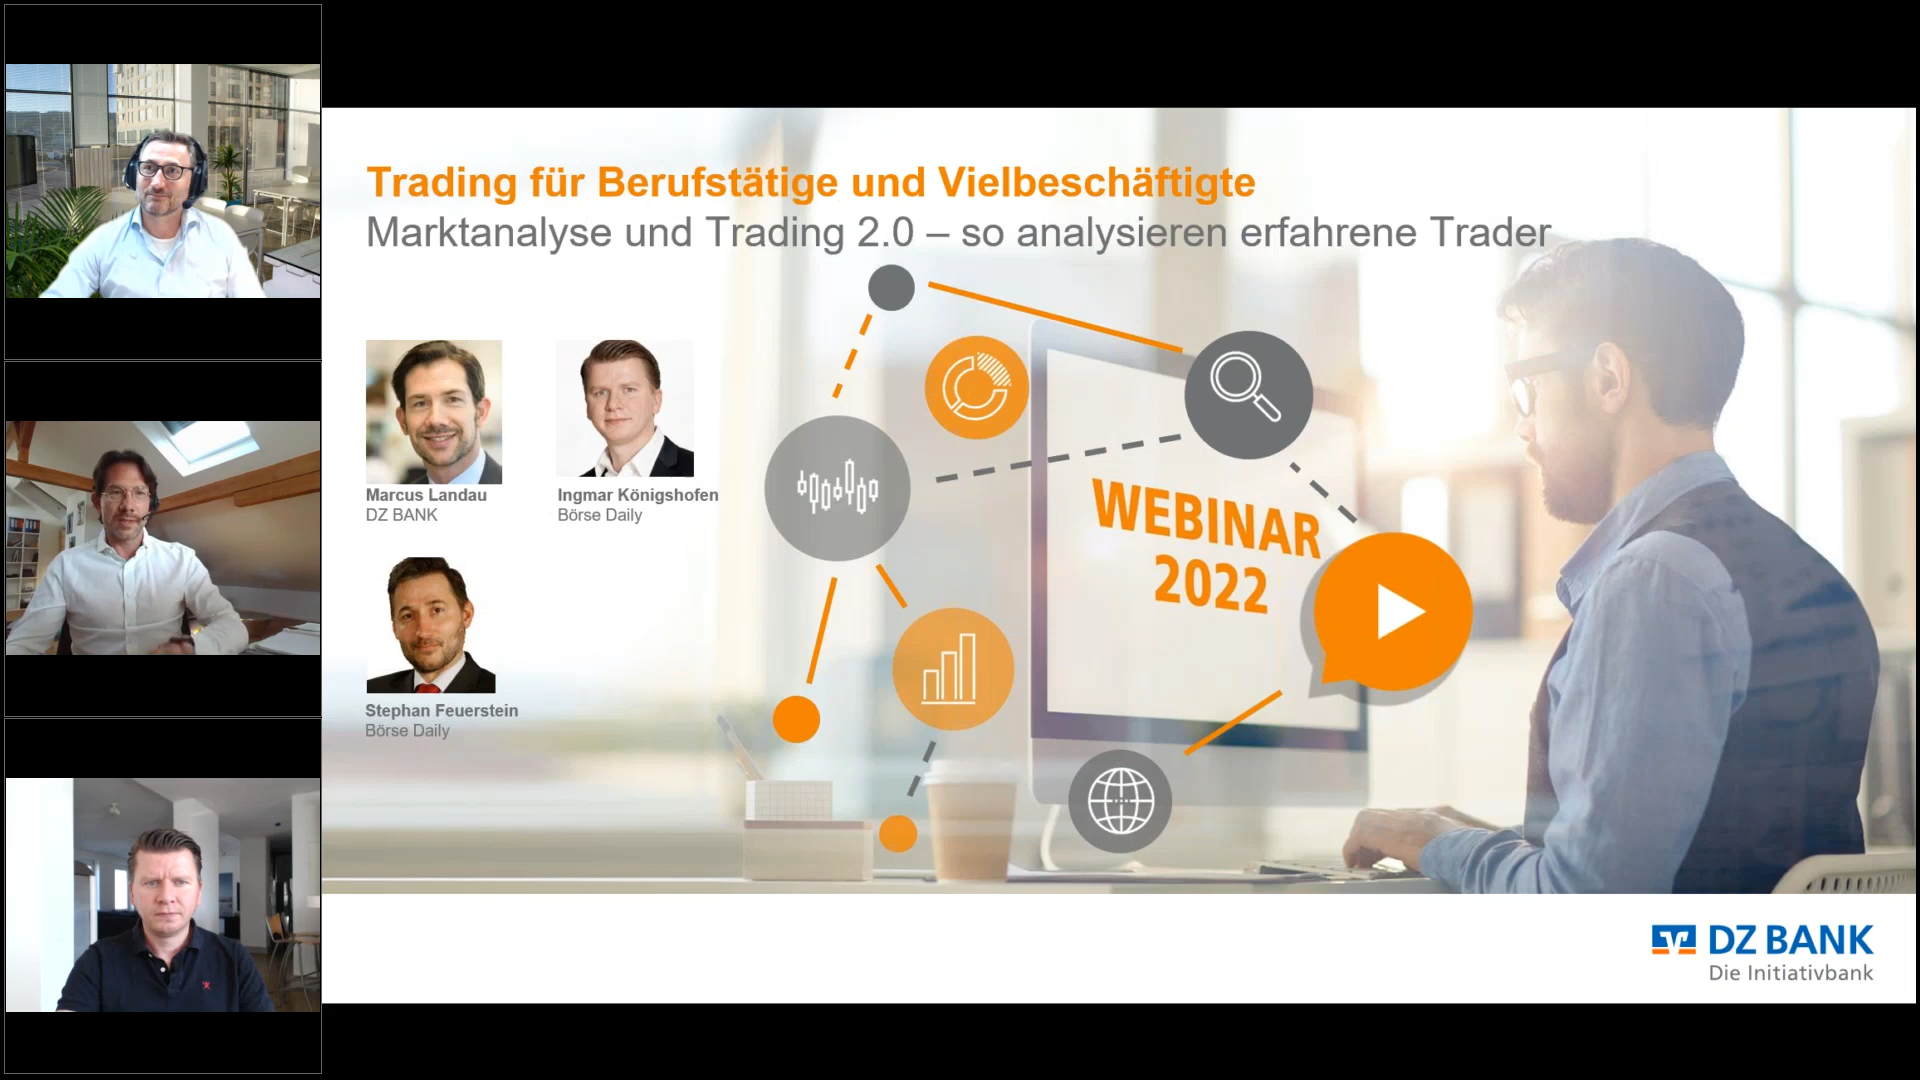 Trading für Berufstätige und Vielbeschäftigte
Marktanalyse und Trading 2.0 – so analysieren erfahrene Trader
Marcus Landau
DZ BANK
Ingmar Königshofen
Börse Daily
Stephan Feuerstein
Börse Daily
WEBINAR
2022
DZ BANK
Die Initiativbank